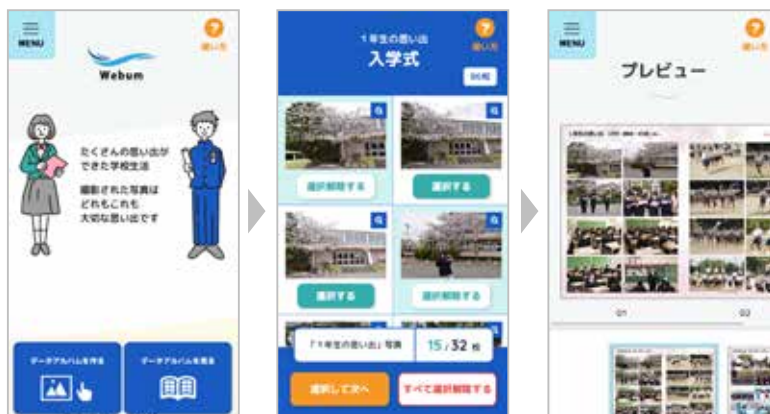 MENU
使い方
Webum
たくさんの思い出が
できた学校生活
撮影された写真は
どれもこれも
大切な思い出です
データアルバムを作る
データアルバムを見る
1年生の思い出
入学式
使い方
選択解除する
選択する
選択する
選択解除する
「1年生の思い出」写真
15/32 枚
選択して次へ
すべて選択解除する
MENU
使い方
プレビュー
01
02